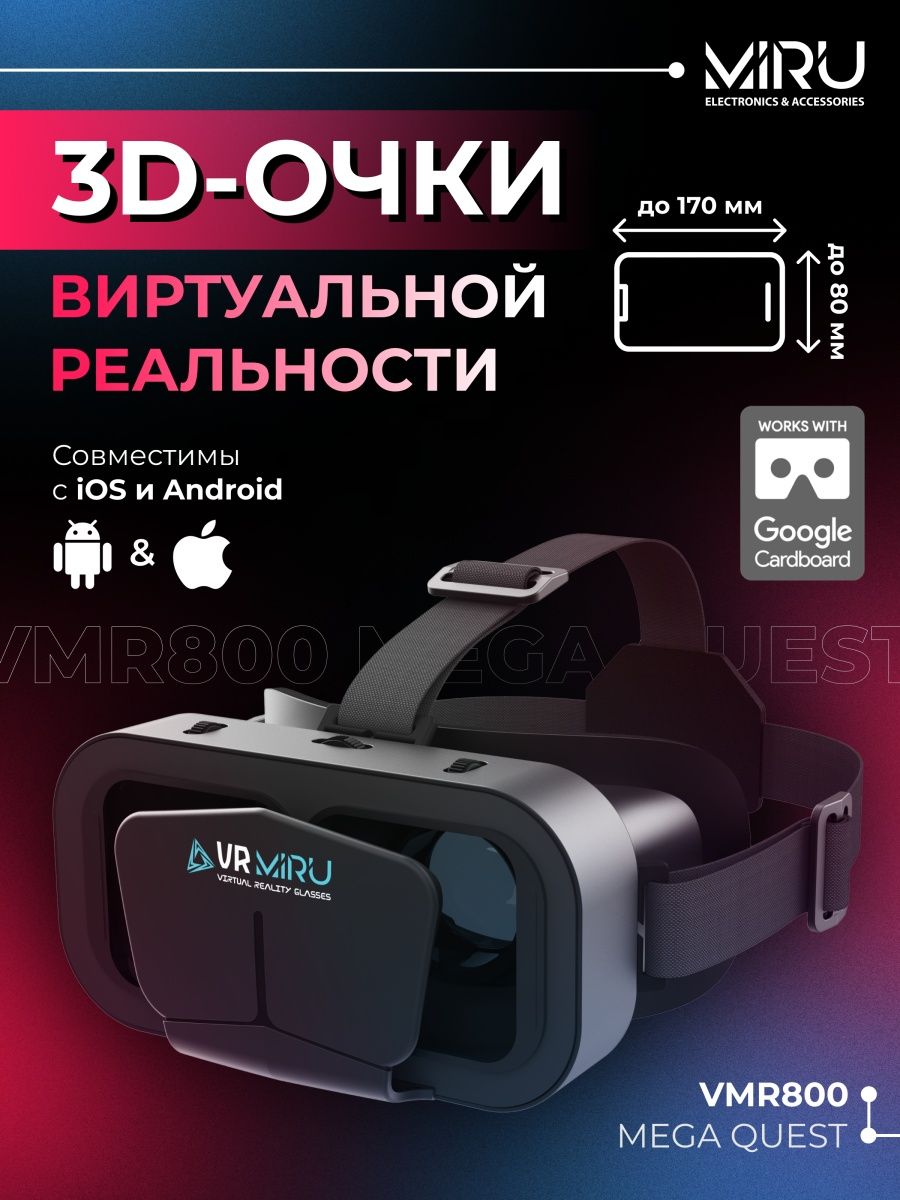 MIRU
ELECTRONICS & ACCESSORIES
3D-ОЧКИ
ВИРТУАЛЬНОЙ
РЕАЛЬНОСТИ
до 170 мм
до 80 мм
Совместимы
с iOS и Android
&
WORKS WITH
Google
Cardboard
VMR800 MEGA QUEST
VR MIRU
VIRTUAL REALITY GLASSES
VMR800
MEGA QUEST